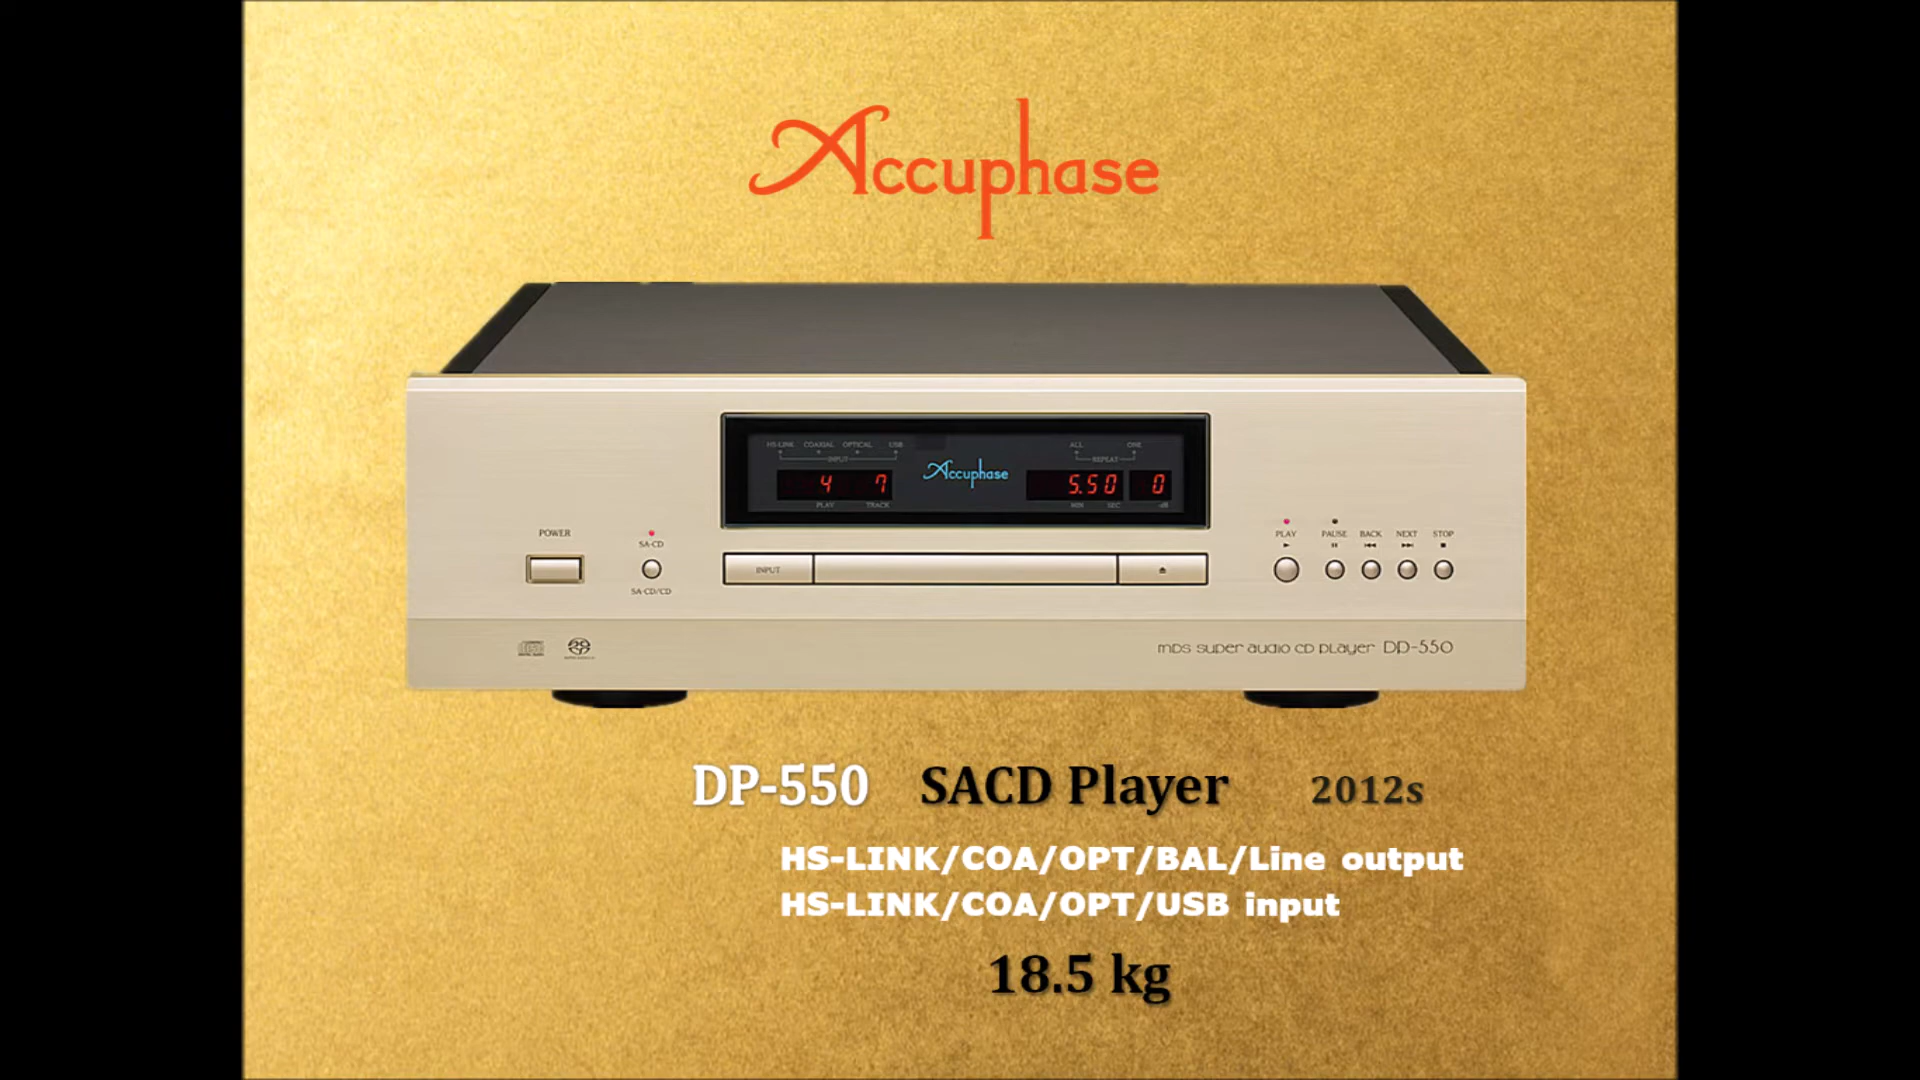 Accuphase
HS-LINK COAXIAL OPTICAL USB
INPUT
ALL ONE
REPEAT
Accuphase
4 7
5.50 0
PLAY TRACK
MIN SEC dB
POWER
SA-CD
SA-CD/CD
INPUT
PLAY PAUSE BACK NEXT STOP
MDS SUPER AUDIO CD PLAYER DP-550
DP-550 SACD Player 2012s
HS-LINK/COA/OPT/BAL/Line output
HS-LINK/COA/OPT/USB input
18.5 kg